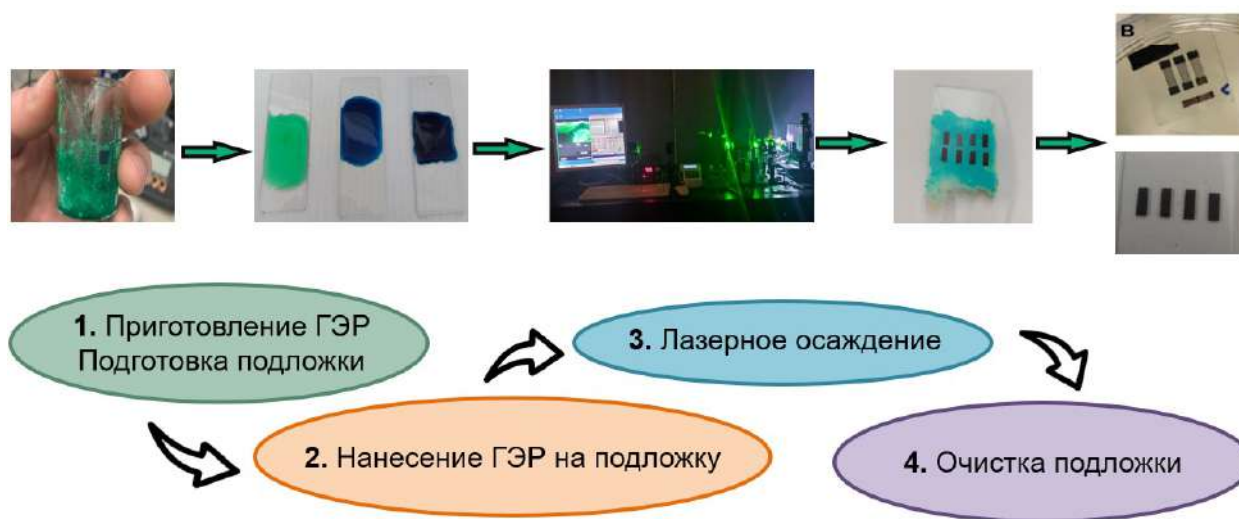 B
1. Приготовление ГЭР
Подготовка подложки
3. Лазерное осаждение
2. Нанесение ГЭР на подложку
4. Очистка подложки